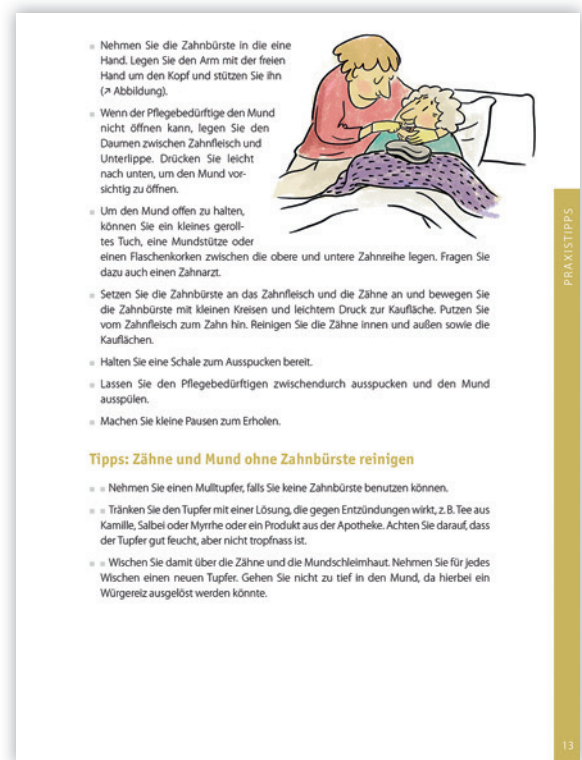 Nehmen Sie die Zahnbürste in die eine
Hand. Legen Sie den Arm mit der freien
Hand um den Kopf und stützen Sie ihn
(↗ Abbildung).
Wenn der Pflegebedürftige den Mund
nicht öffnen kann, legen Sie den
Daumen zwischen Zahnfleisch und
Unterlippe. Drücken Sie leicht
nach unten, um den Mund vor-
sichtig zu öffnen.
Um den Mund offen zu halten,
können Sie ein kleines geroll-
tes Tuch, eine Mundstütze oder
einen Flaschenkorken zwischen die obere und untere Zahnreihe legen. Fragen Sie
dazu auch einen Zahnarzt.
Setzen Sie die Zahnbürste an das Zahnfleisch und die Zähne an und bewegen Sie
die Zahnbürste mit kleinen Kreisen und leichtem Druck zur Kaufläche. Putzen Sie
vom Zahnfleisch zum Zahn hin. Reinigen Sie die Zähne innen und außen sowie die
Kauflächen.
Halten Sie eine Schale zum Ausspucken bereit.
Lassen Sie den Pflegebedürftigen zwischendurch ausspucken und den Mund
ausspülen.
Machen Sie kleine Pausen zum Erholen.
Tipps: Zähne und Mund ohne Zahnbürste reinigen
Nehmen Sie einen Mulltupfer, falls Sie keine Zahnbürste benutzen können.
Tränken Sie den Tupfer mit einer Lösung, die gegen Entzündungen wirkt, z. B. Tee aus
Kamille, Salbei oder Myrrhe oder ein Produkt aus der Apotheke. Achten Sie darauf, dass
der Tupfer gut feucht, aber nicht tropfnass ist.
Wischen Sie damit über die Zähne und die Mundschleimhaut. Nehmen Sie für jedes
Wischen einen neuen Tupfer. Gehen Sie nicht zu tief in den Mund, da hierbei ein
Würgereiz ausgelöst werden könnte.
PRAXISTIPPS
13